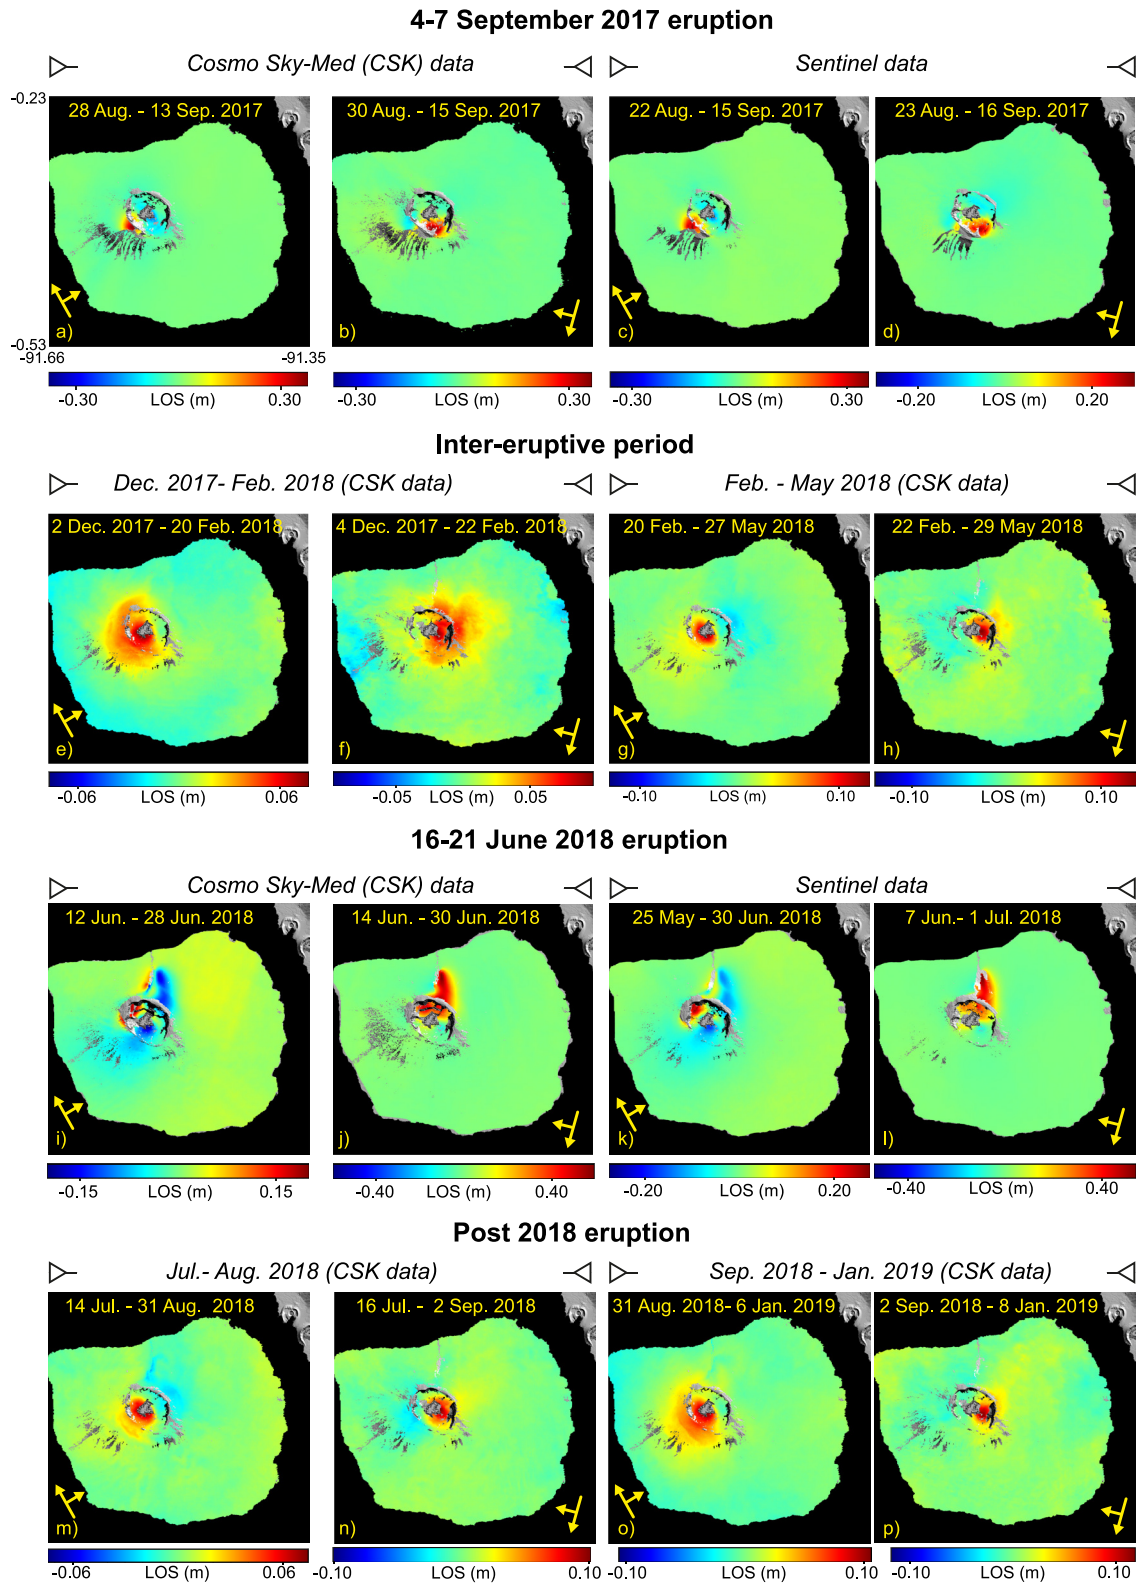 4-7 September 2017 eruption
Cosmo Sky-Med (CSK) data
Sentinel data
-0.23
28 Aug. - 13 Sep. 2017
30 Aug. - 15 Sep. 2017
22 Aug. - 15 Sep. 2017
23 Aug. - 16 Sep. 2017
a)
b)
c)
d)
-0.53
-91.66
-91.35
-0.30 LOS (m) 0.30
-0.30 LOS (m) 0.30
-0.30 LOS (m) 0.30
-0.20 LOS (m) 0.20
Inter-eruptive period
Dec. 2017- Feb. 2018 (CSK data)
Feb. - May 2018 (CSK data)
2 Dec. 2017 - 20 Feb. 2018
4 Dec. 2017 - 22 Feb. 2018
20 Feb. - 27 May 2018
22 Feb. - 29 May 2018
e)
f)
g)
h)
-0.06 LOS (m) 0.06
-0.05 LOS (m) 0.05
-0.10 LOS (m) 0.10
-0.10 LOS (m) 0.10
16-21 June 2018 eruption
Cosmo Sky-Med (CSK) data
Sentinel data
12 Jun. - 28 Jun. 2018
14 Jun. - 30 Jun. 2018
25 May - 30 Jun. 2018
7 Jun.- 1 Jul. 2018
i)
j)
k)
l)
-0.15 LOS (m) 0.15
-0.40 LOS (m) 0.40
-0.20 LOS (m) 0.20
-0.40 LOS (m) 0.40
Post 2018 eruption
Jul.- Aug. 2018 (CSK data)
Sep. 2018 - Jan. 2019 (CSK data)
14 Jul. - 31 Aug. 2018
16 Jul. - 2 Sep. 2018
31 Aug. 2018- 6 Jan. 2019
2 Sep. 2018 - 8 Jan. 2019
m)
n)
o)
p)
-0.06 LOS (m) 0.06
-0.10 LOS (m) 0.10
-0.10 LOS (m) 0.10
-0.10 LOS (m) 0.10